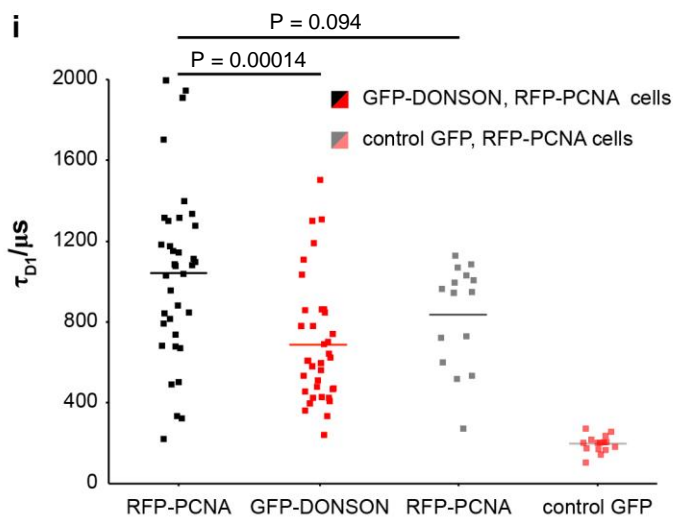 i
P = 0.094
P = 0.00014
2000
1600
1200
800
400
0
τD1/μs
GFP-DONSON, RFP-PCNA cells
control GFP, RFP-PCNA cells
RFP-PCNA GFP-DONSON RFP-PCNA control GFP